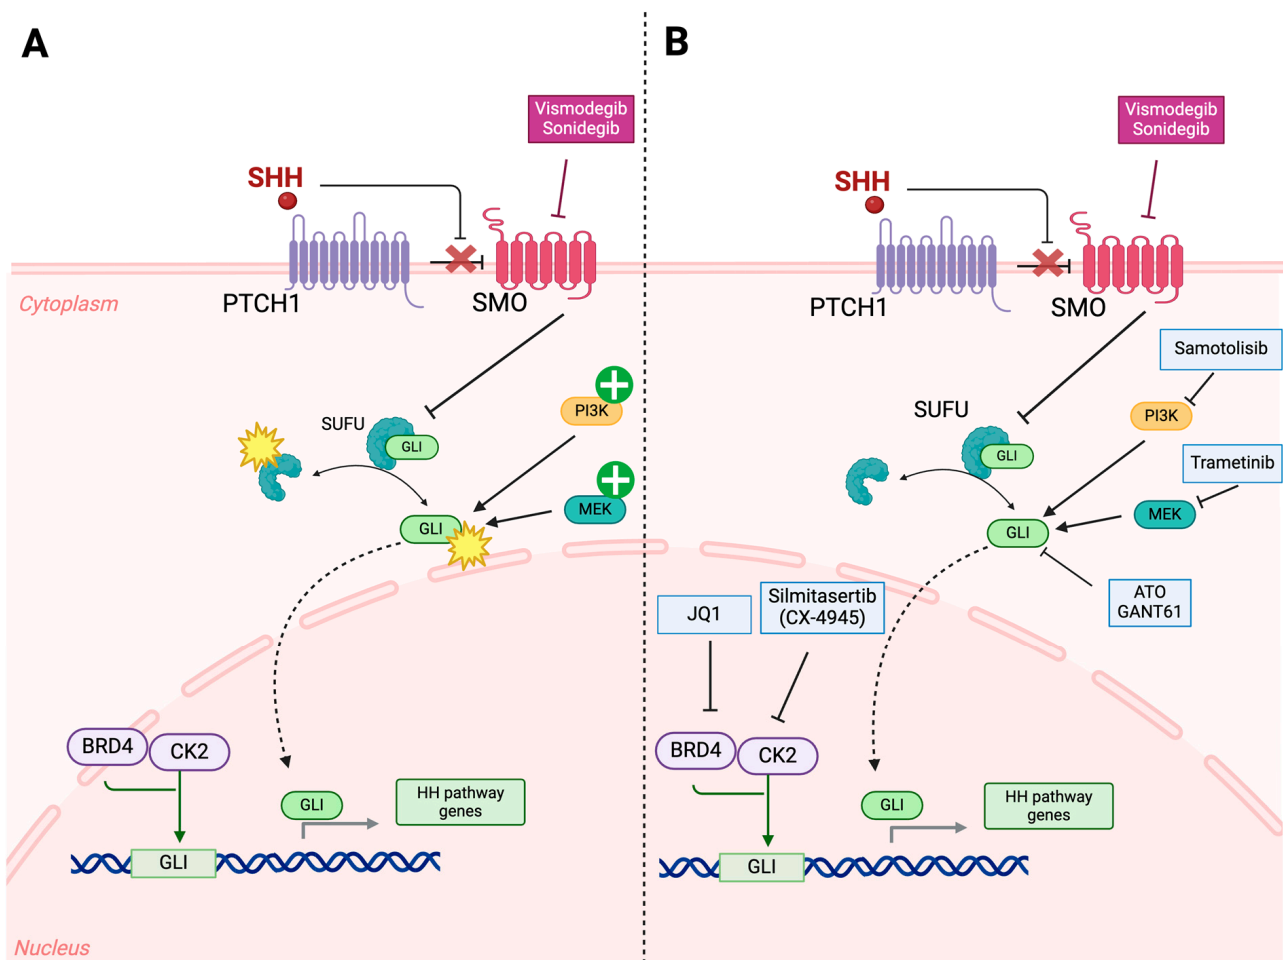 A
Vismodegib
Sonidegib
SHH
PTCH1
SMO
Cytoplasm
PI3K
SUFU
GLI
MEK
GLI
BRD4
CK2
GLI
HH pathway
genes
GLI
Nucleus
B
Vismodegib
Sonidegib
SHH
PTCH1
SMO
Samotolisib
PI3K
SUFU
GLI
Trametinib
MEK
GLI
ATO
GANT61
JQ1
Silmitasertib
(CX-4945)
BRD4
CK2
GLI
HH pathway
genes
GLI